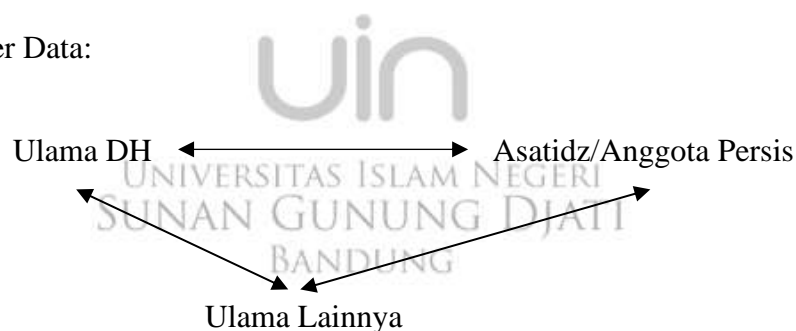 er Data:
uin
Ulama DH Asatidz/Anggota Persis
UNIVERSITAS ISLAM NEGERI
SUNAN GUNUNG DJATI
BANDUNG
Ulama Lainnya